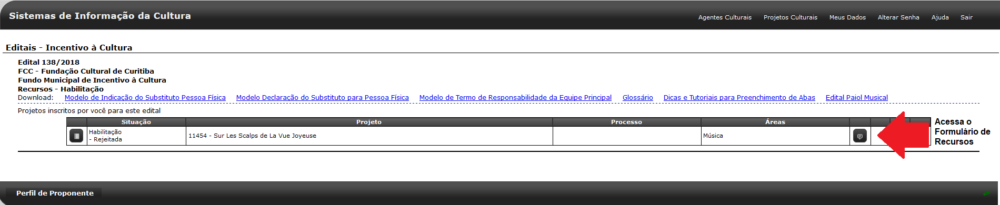 Sistemas de Informação da Cultura
Agentes Culturais Projetos Culturais Meus Dados Alterar Senha Ajuda Sair
Editais - Incentivo à Cultura
Edital 138/2018
FCC - Fundação Cultural de Curitiba
Fundo Municipal de Incentivo à Cultura
Recursos - Habilitação
Download: Modelo de Indicação do Substituto Pessoa Física Modelo Declaração do Substituto para Pessoa Física Modelo de Termo de Responsabilidade da Equipe Principal Glossário Dicas e Tutoriais para Preenchimento de Abas Edital Paiol Musical
Projetos inscritos por você para este edital
Situação Projeto Processo Áreas
Habilitação
- Rejeitada
11454 - Sur Les Scalps de La Vue Joyeuse
Música
Acessa o
Formulário de
Recursos
Perfil de Proponente